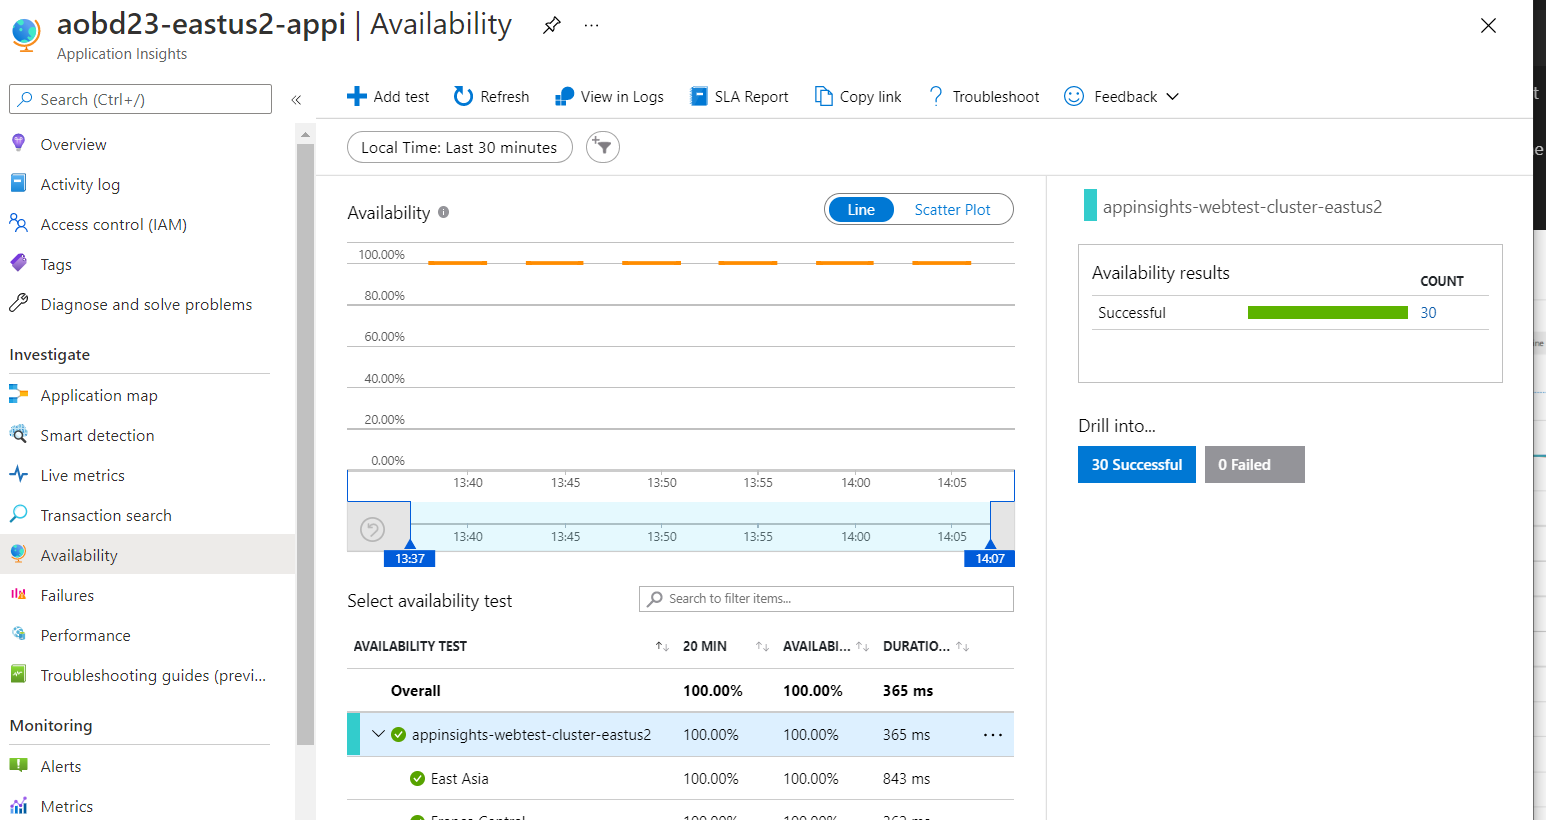 aobd23-eastus2-appi | Availability
Application Insights
Search (Ctrl+/)
Overview
Activity log
Access control (IAM)
Tags
Diagnose and solve problems
Investigate
Application map
Smart detection
Live metrics
Transaction search
Availability
Failures
Performance
Troubleshooting guides (previ...
Monitoring
Alerts
Metrics
Add test Refresh View in Logs SLA Report Copy link Troubleshoot Feedback
Local Time: Last 30 minutes
Availability Line Scatter Plot
100.00%
80.00%
60.00%
40.00%
20.00%
0.00%
13:40 13:45 13:50 13:55 14:00 14:05
13:40 13:45 13:50 13:55 14:00 14:05
13:37 14:07
Select availability test Search to filter items...
AVAILABILITY TEST 20 MIN AVAILABI... DURATIO...
Overall 100.00% 100.00% 365 ms
appinsights-webtest-cluster-eastus2 100.00% 100.00% 365 ms
East Asia 100.00% 100.00% 843 ms
appinsights-webtest-cluster-eastus2
Availability results COUNT
Successful 30
Drill into...
30 Successful 0 Failed